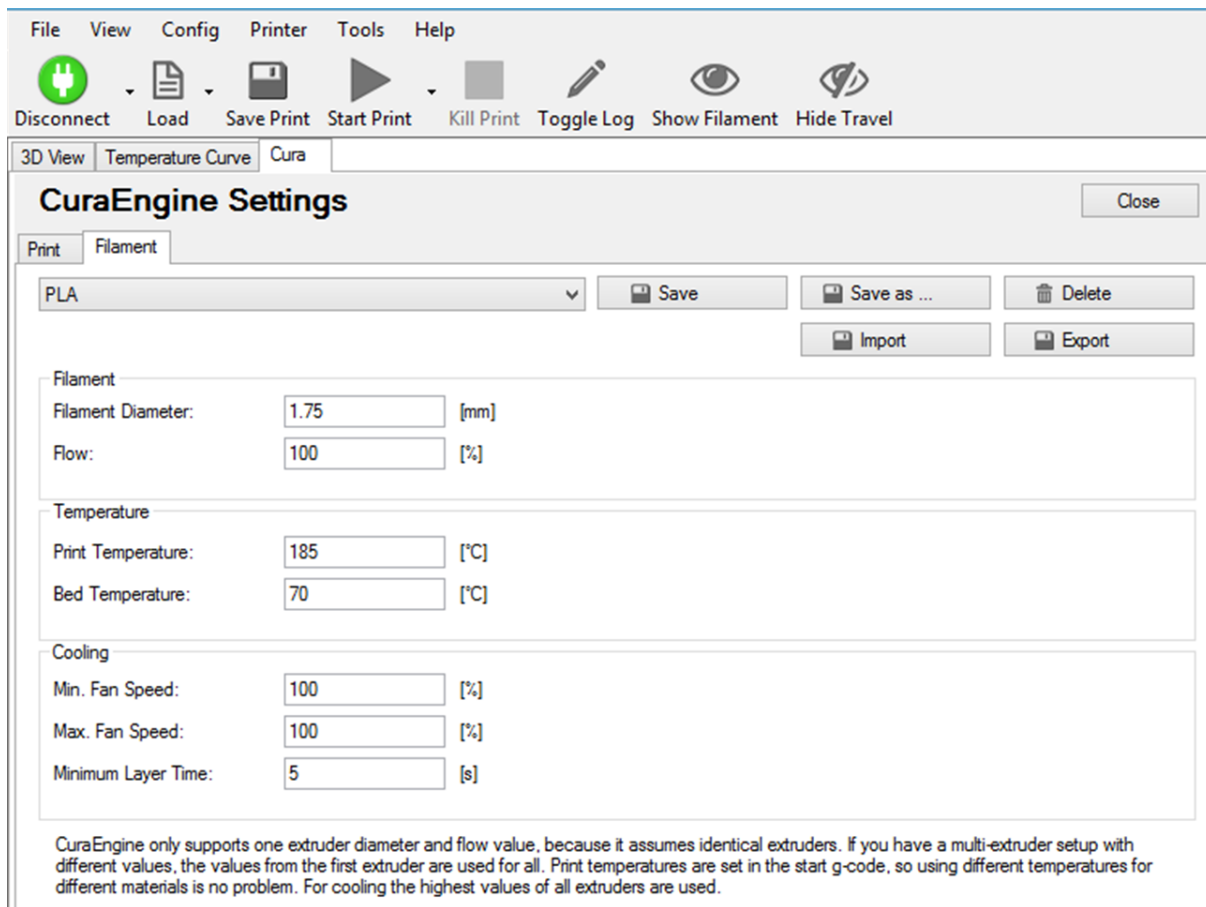 File View Config Printer Tools Help
Disconnect Load Save Print Start Print Kill Print Toggle Log Show Filament Hide Travel
3D View Temperature Curve Cura
CuraEngine Settings Close
Print Filament
PLA Save Save as ... Delete
Import Export
Filament
Filament Diameter: 1.75 [mm]
Flow: 100 [%]
Temperature
Print Temperature: 185 [°C]
Bed Temperature: 70 [°C]
Cooling
Min. Fan Speed: 100 [%]
Max. Fan Speed: 100 [%]
Minimum Layer Time: 5 [s]
CuraEngine only supports one extruder diameter and flow value, because it assumes identical extruders. If you have a multi-extruder setup with
different values, the values from the first extruder are used for all. Print temperatures are set in the start g-code, so using different temperatures for
different materials is no problem. For cooling the highest values of all extruders are used.